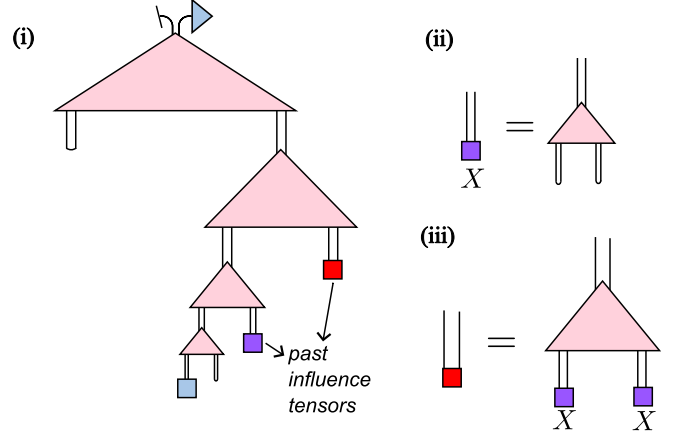 (i)
(ii)
=
X
(iii)
past
influence
tensors
=
X
X